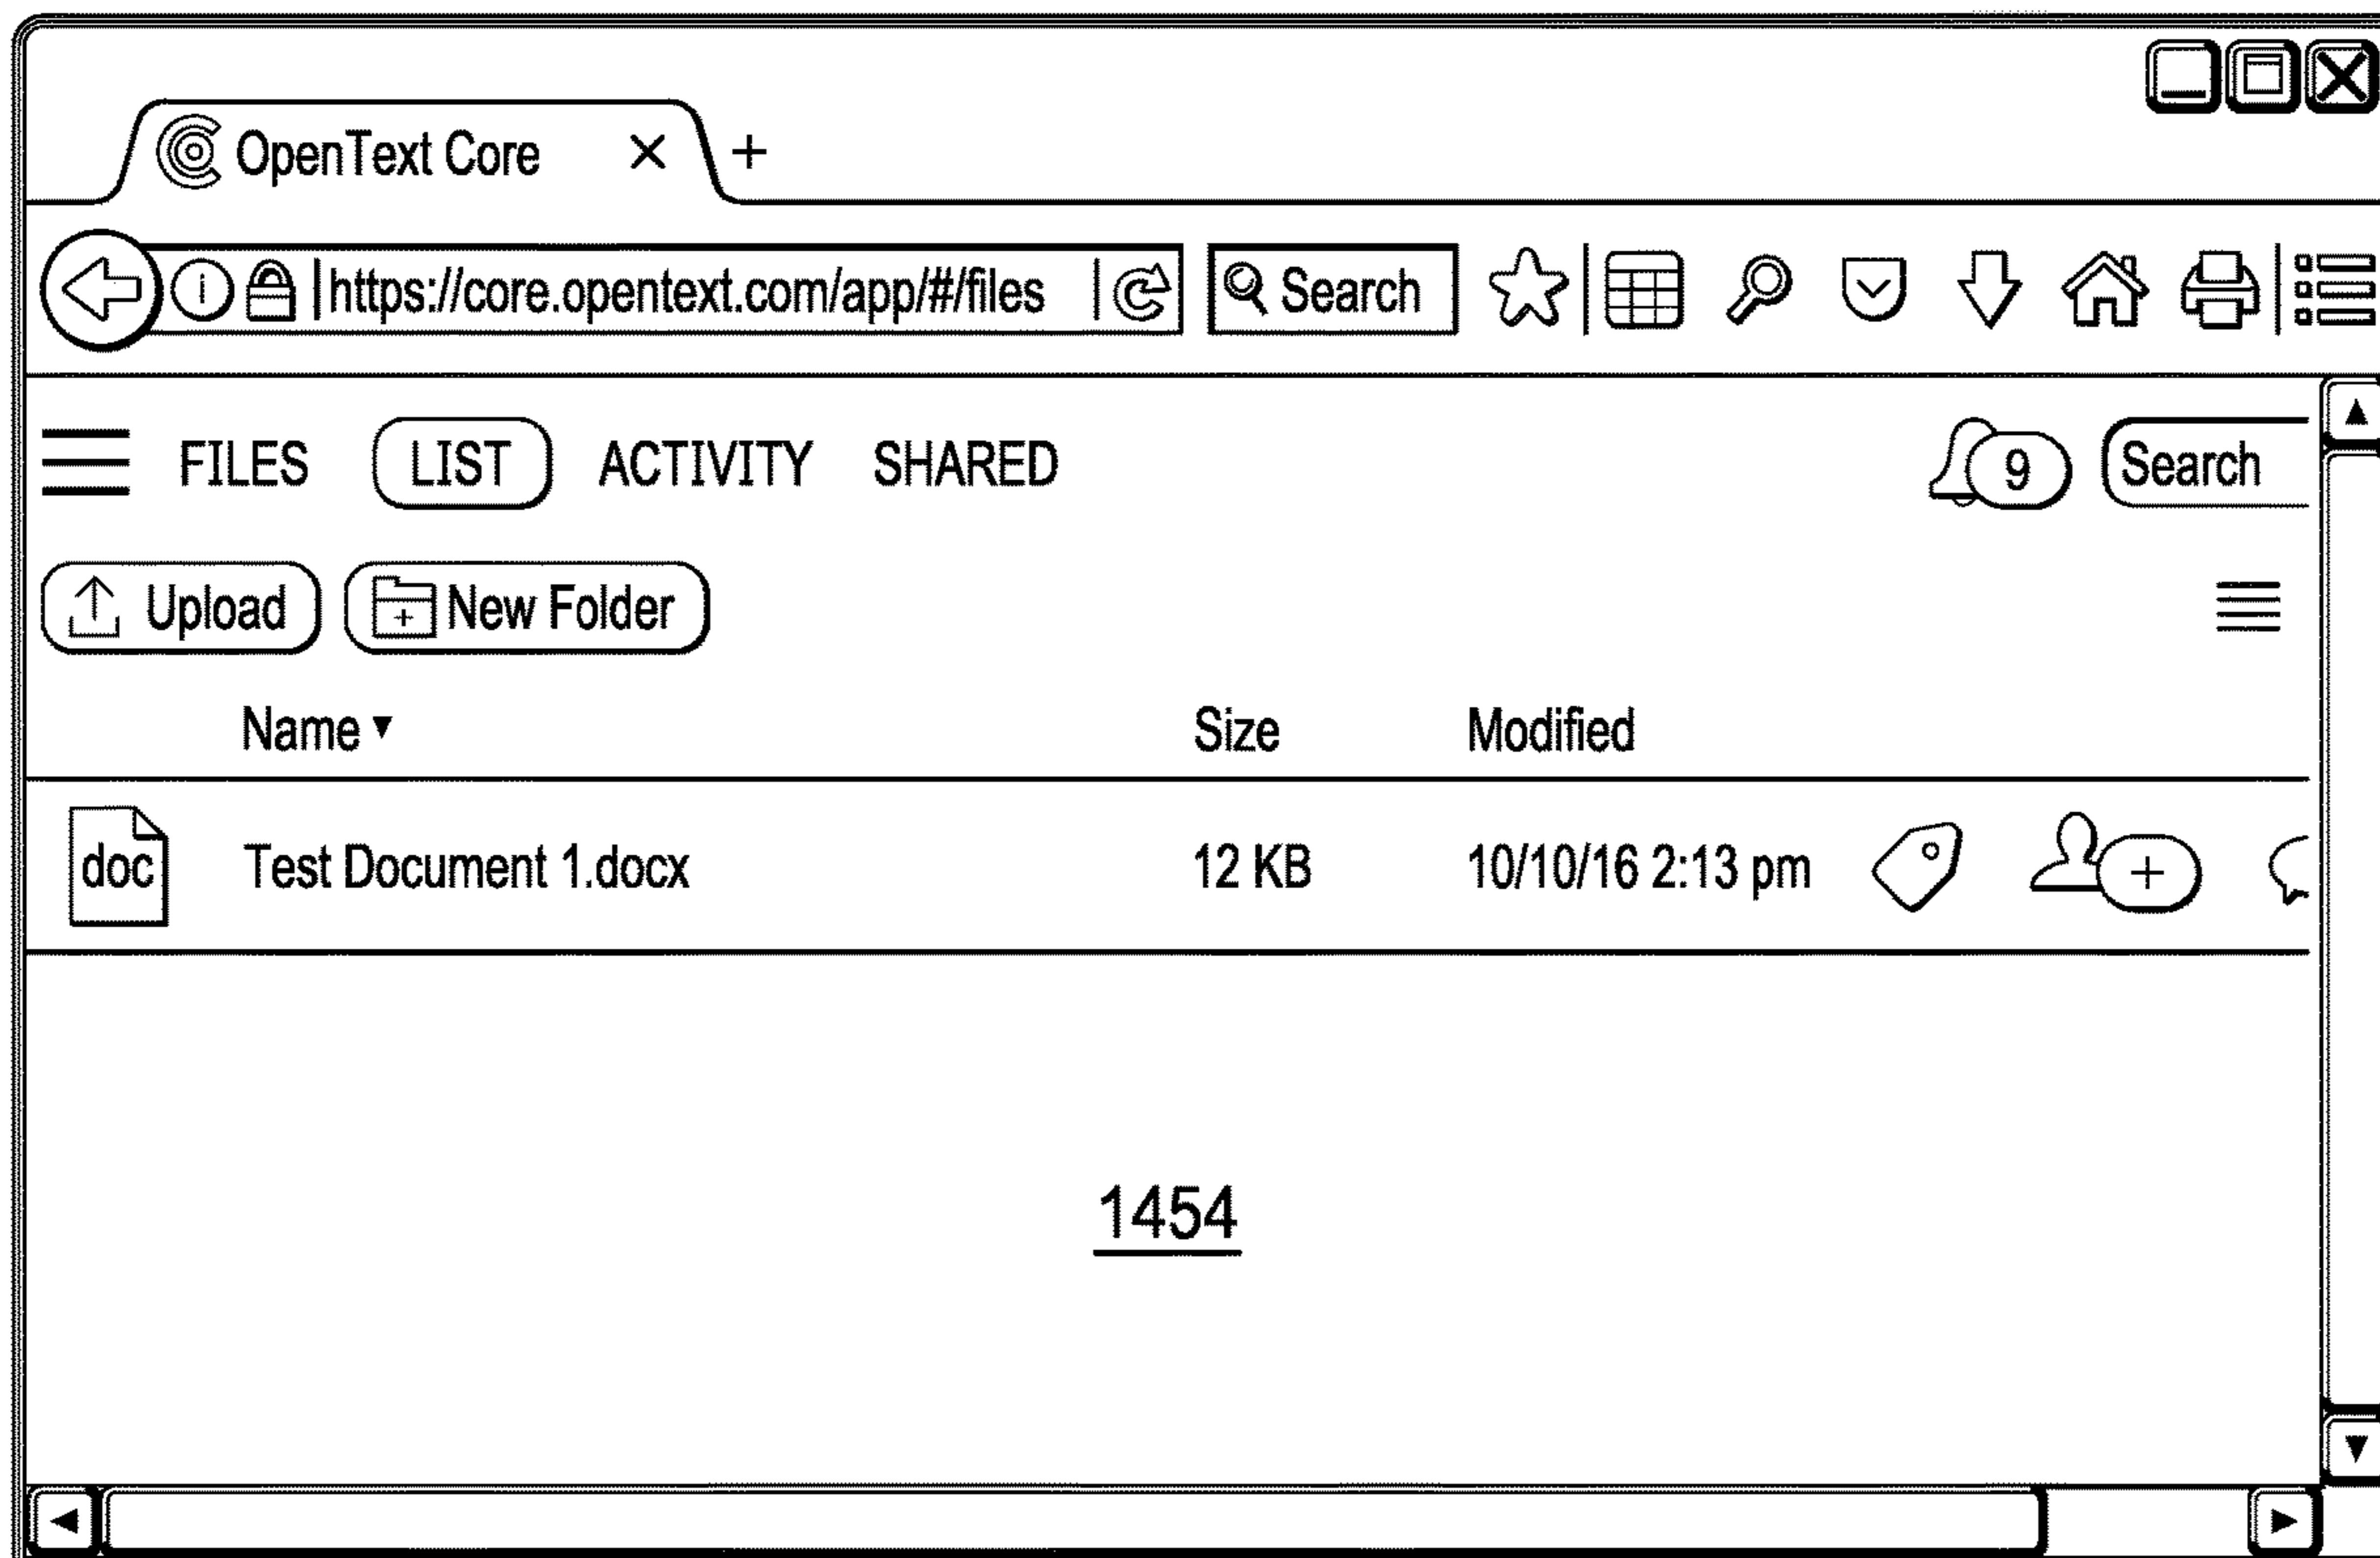 OpenText Core
https://core.opentext.com/app/#/files Search
FILES LIST ACTIVITY SHARED 9 Search
Upload New Folder
Name Size Modified
doc Test Document 1.docx 12 KB 10/10/16 2:13 pm
1454